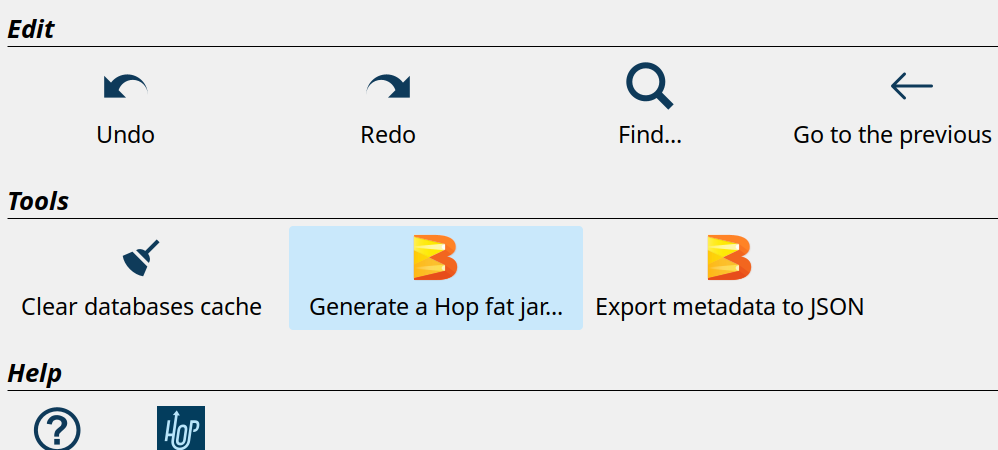 Edit
Undo Redo Find... Go to the previous
Tools
Clear databases cache Generate a Hop fat jar... Export metadata to JSON
Help
? HOP